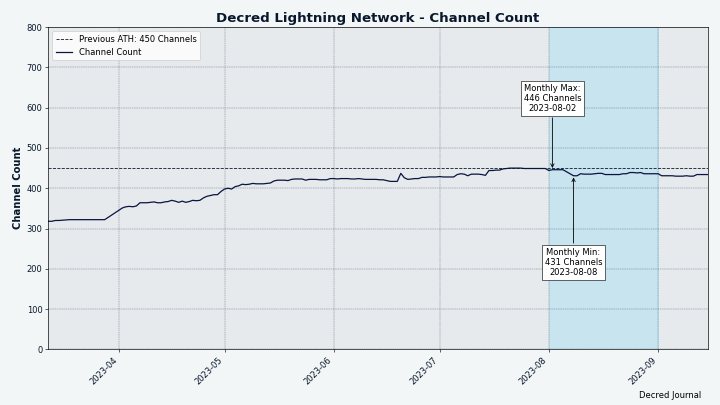 Decred Lightning Network - Channel Count
Previous ATH: 450 Channels
Channel Count
Channel Count
800
700
600
500
400
300
200
100
0
Monthly Max:
446 Channels
2023-08-02
Monthly Min:
431 Channels
2023-08-08
2023-04
2023-05
2023-06
2023-07
2023-08
2023-09
Decred Journal